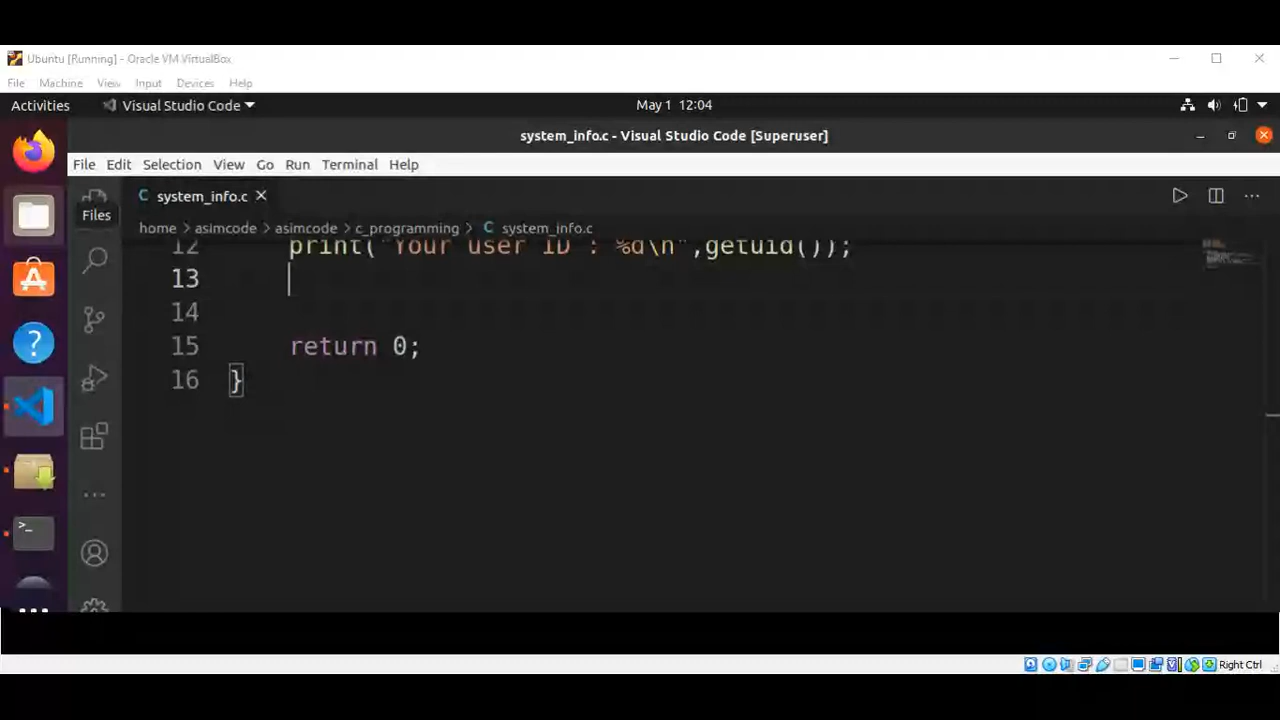 Ubuntu [Running] - Oracle VM VirtualBox
File Machine View Input Devices Help
Activities Visual Studio Code May 1 12:04
system_info.c - Visual Studio Code [Superuser]
File Edit Selection View Go Run Terminal Help
C system_info.c ×
Files
home > asimcode > asimcode > c_programming > C system_info.c
12 print("Your user ID : %d\n",getuid());
13
14
15 return 0;
16 }
Right Ctrl